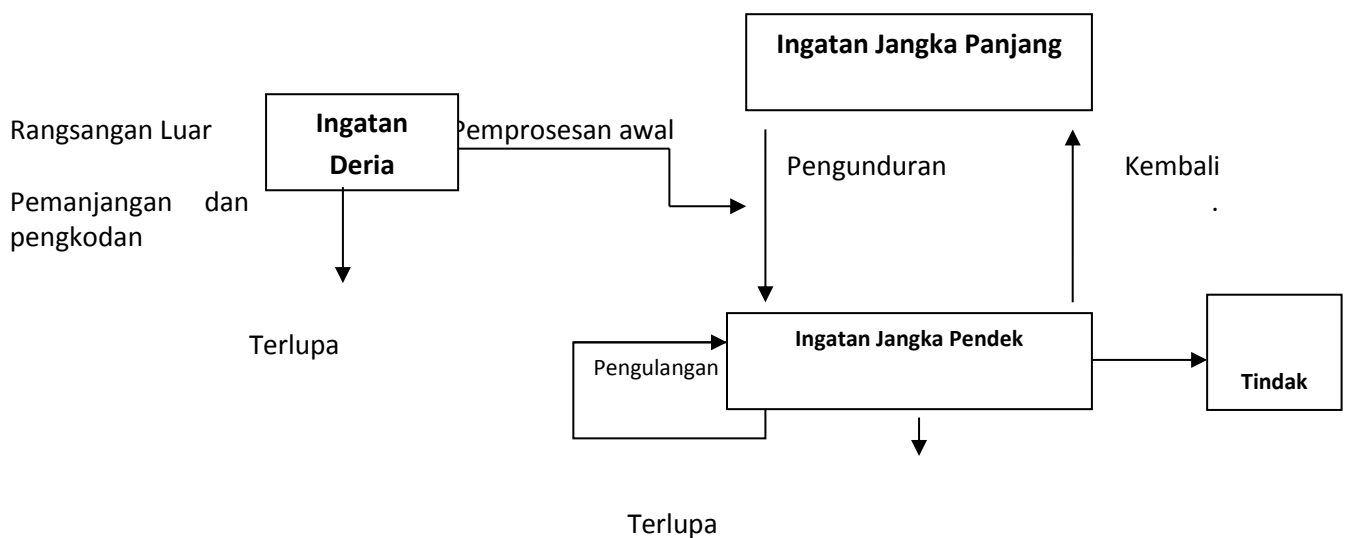 Ingatan Jangka Panjang
Rangsangan Luar
Ingatan
Deria
Pemprosesan awal
Pengunduran
Kembali
Pemanjangan dan
pengkodan
.
Terlupa
Ingatan Jangka Pendek
Pengulangan
Tindak
Terlupa